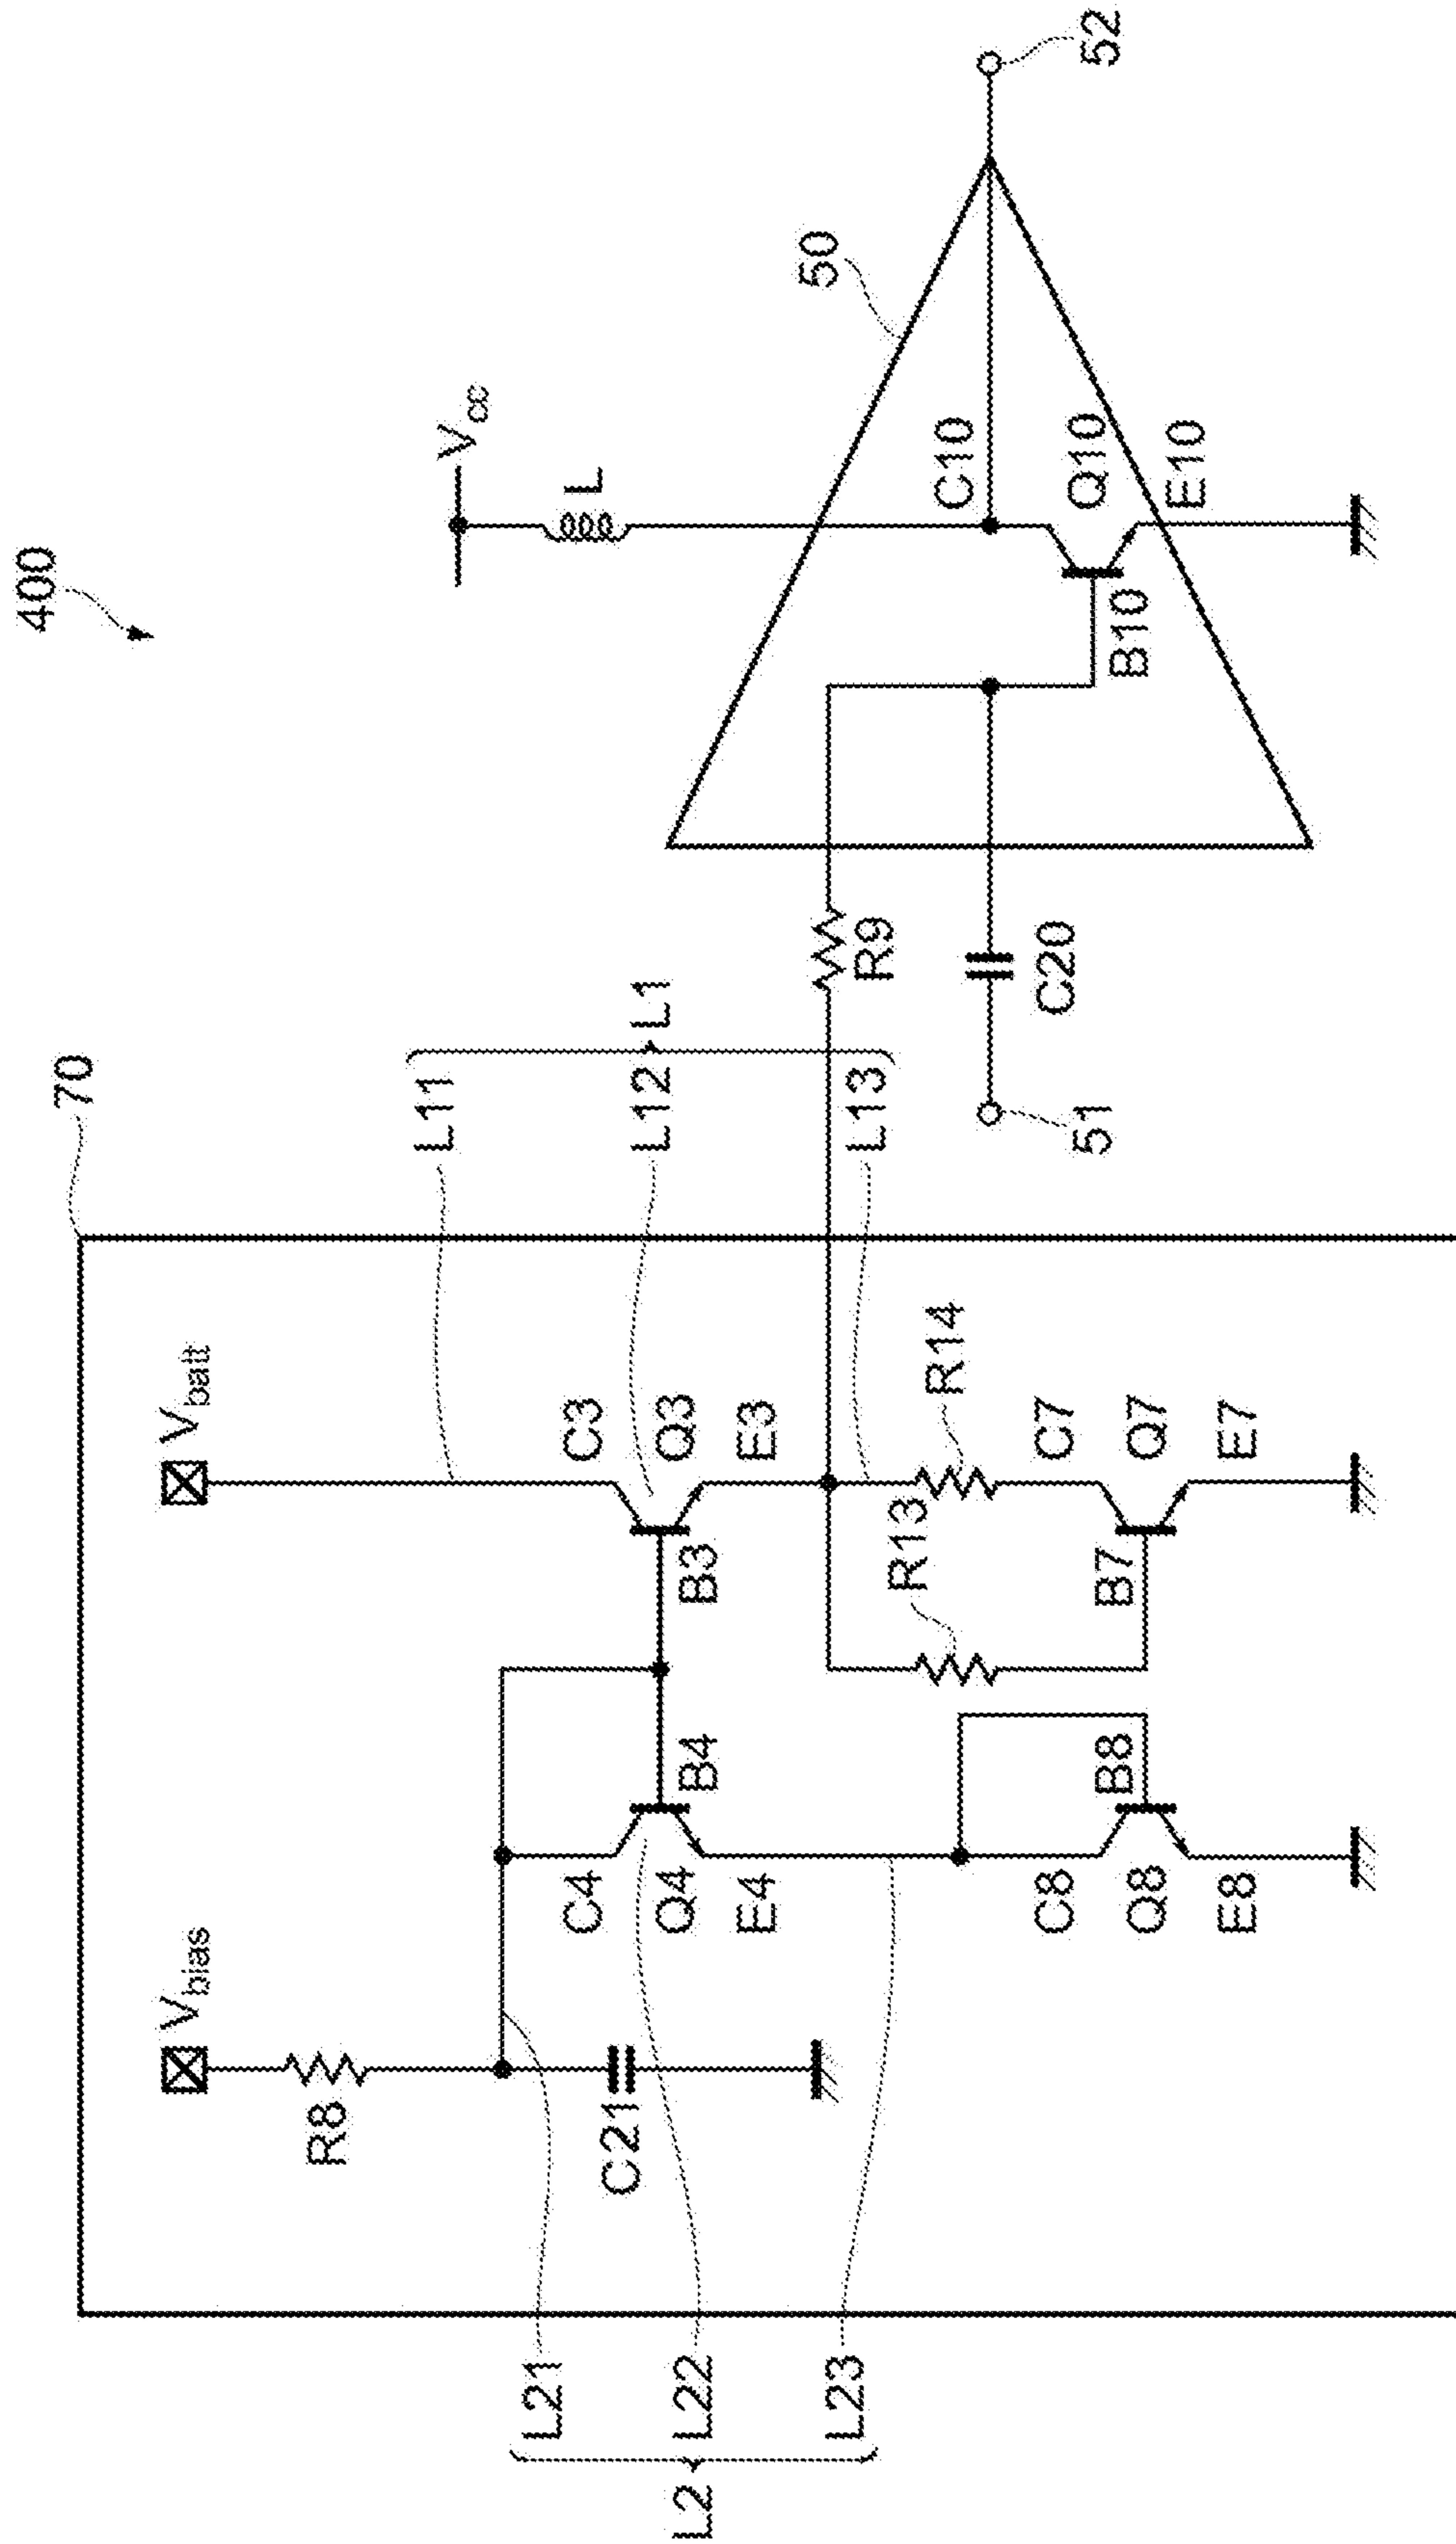 400
70
50
52
51
Vbias
Vbatt
Vcc
R8
C21
L
L21
L22
L23
L2
L11
L12
L13
L1
C4
Q4
E4
B4
C3
Q3
E3
B3
R13
R14
R9
C20
C8
Q8
E8
B8
C7
Q7
E7
B7
C10
Q10
E10
B10